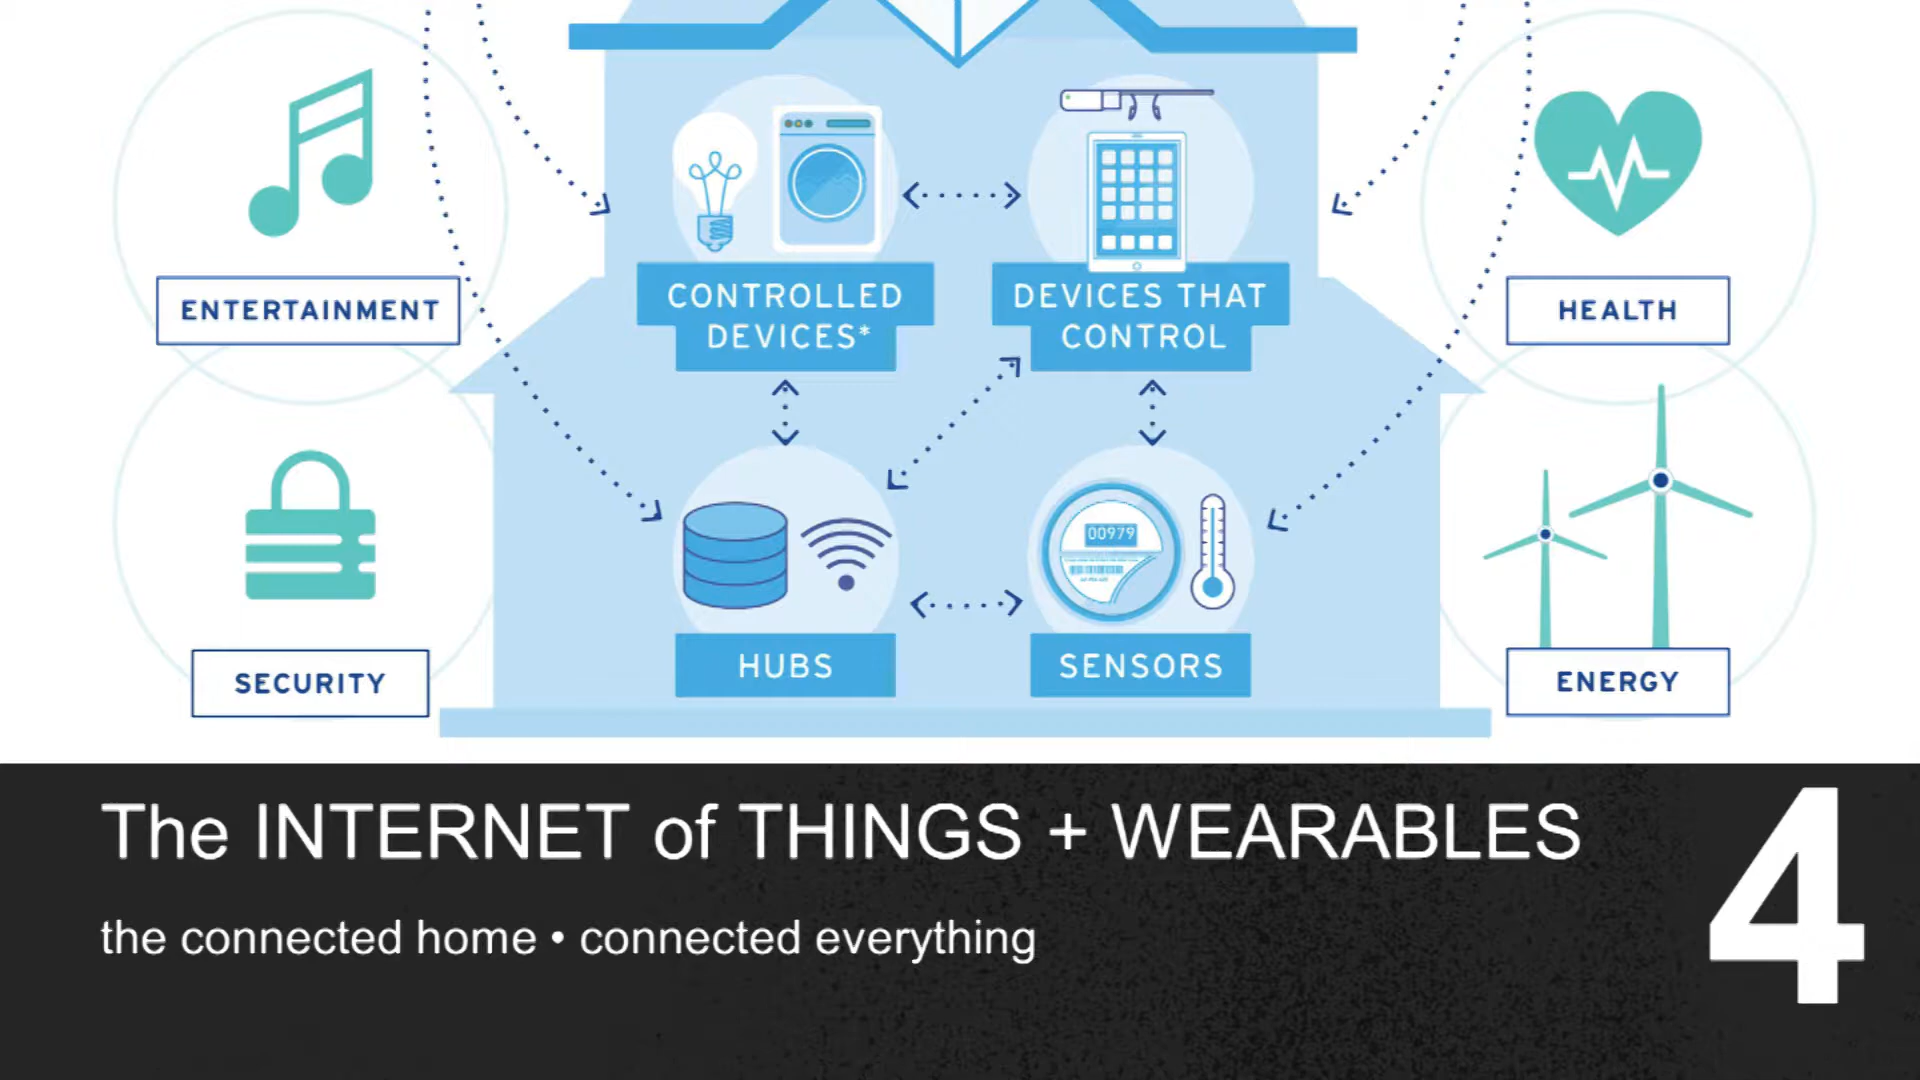 ENTERTAINMENT
CONTROLLED
DEVICES*
DEVICES THAT
CONTROL
HEALTH
00979
SECURITY
HUBS
SENSORS
ENERGY
The INTERNET of THINGS + WEARABLES
the connected home • connected everything
4